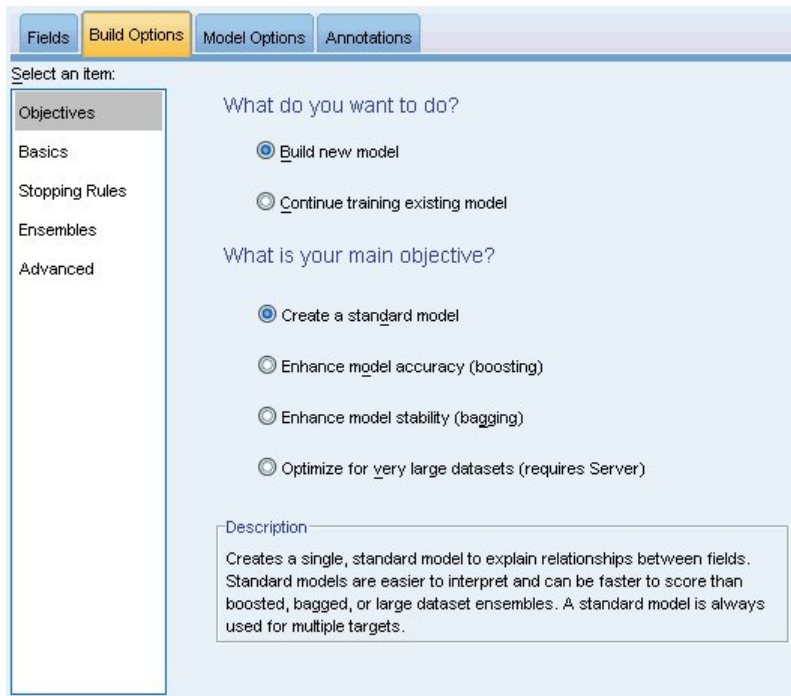 Fields
Build Options
Model Options
Annotations
Select an item:
Objectives
Basics
Stopping Rules
Ensembles
Advanced
What do you want to do?
Build new model
Continue training existing model
What is your main objective?
Create a standard model
Enhance model accuracy (boosting)
Enhance model stability (bagging)
Optimize for very large datasets (requires Server)
Description
Creates a single, standard model to explain relationships between fields.
Standard models are easier to interpret and can be faster to score than
boosted, bagged, or large dataset ensembles. A standard model is always
used for multiple targets.